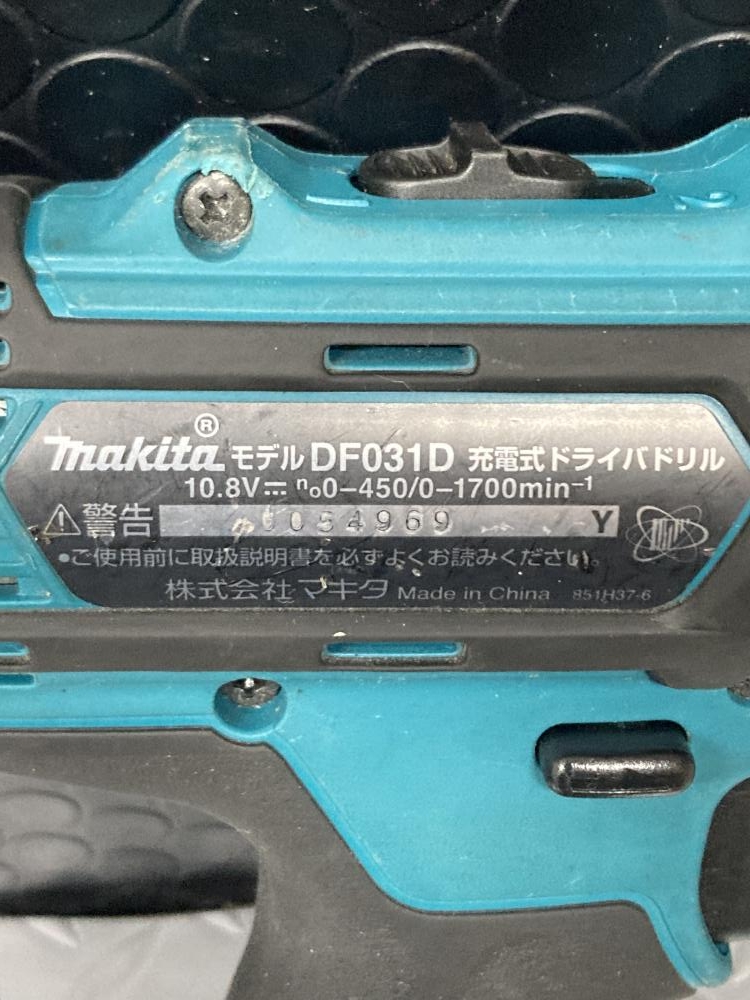 makita® モデル DF031D 充電式ドライバドリル
10.8V⎓ n₀0-450/0-1700min⁻¹
⚠警告 0054969 Y
•ご使用前に取扱説明書を必ずよくお読みください。
株式会社マキタ Made in China 851H37-6